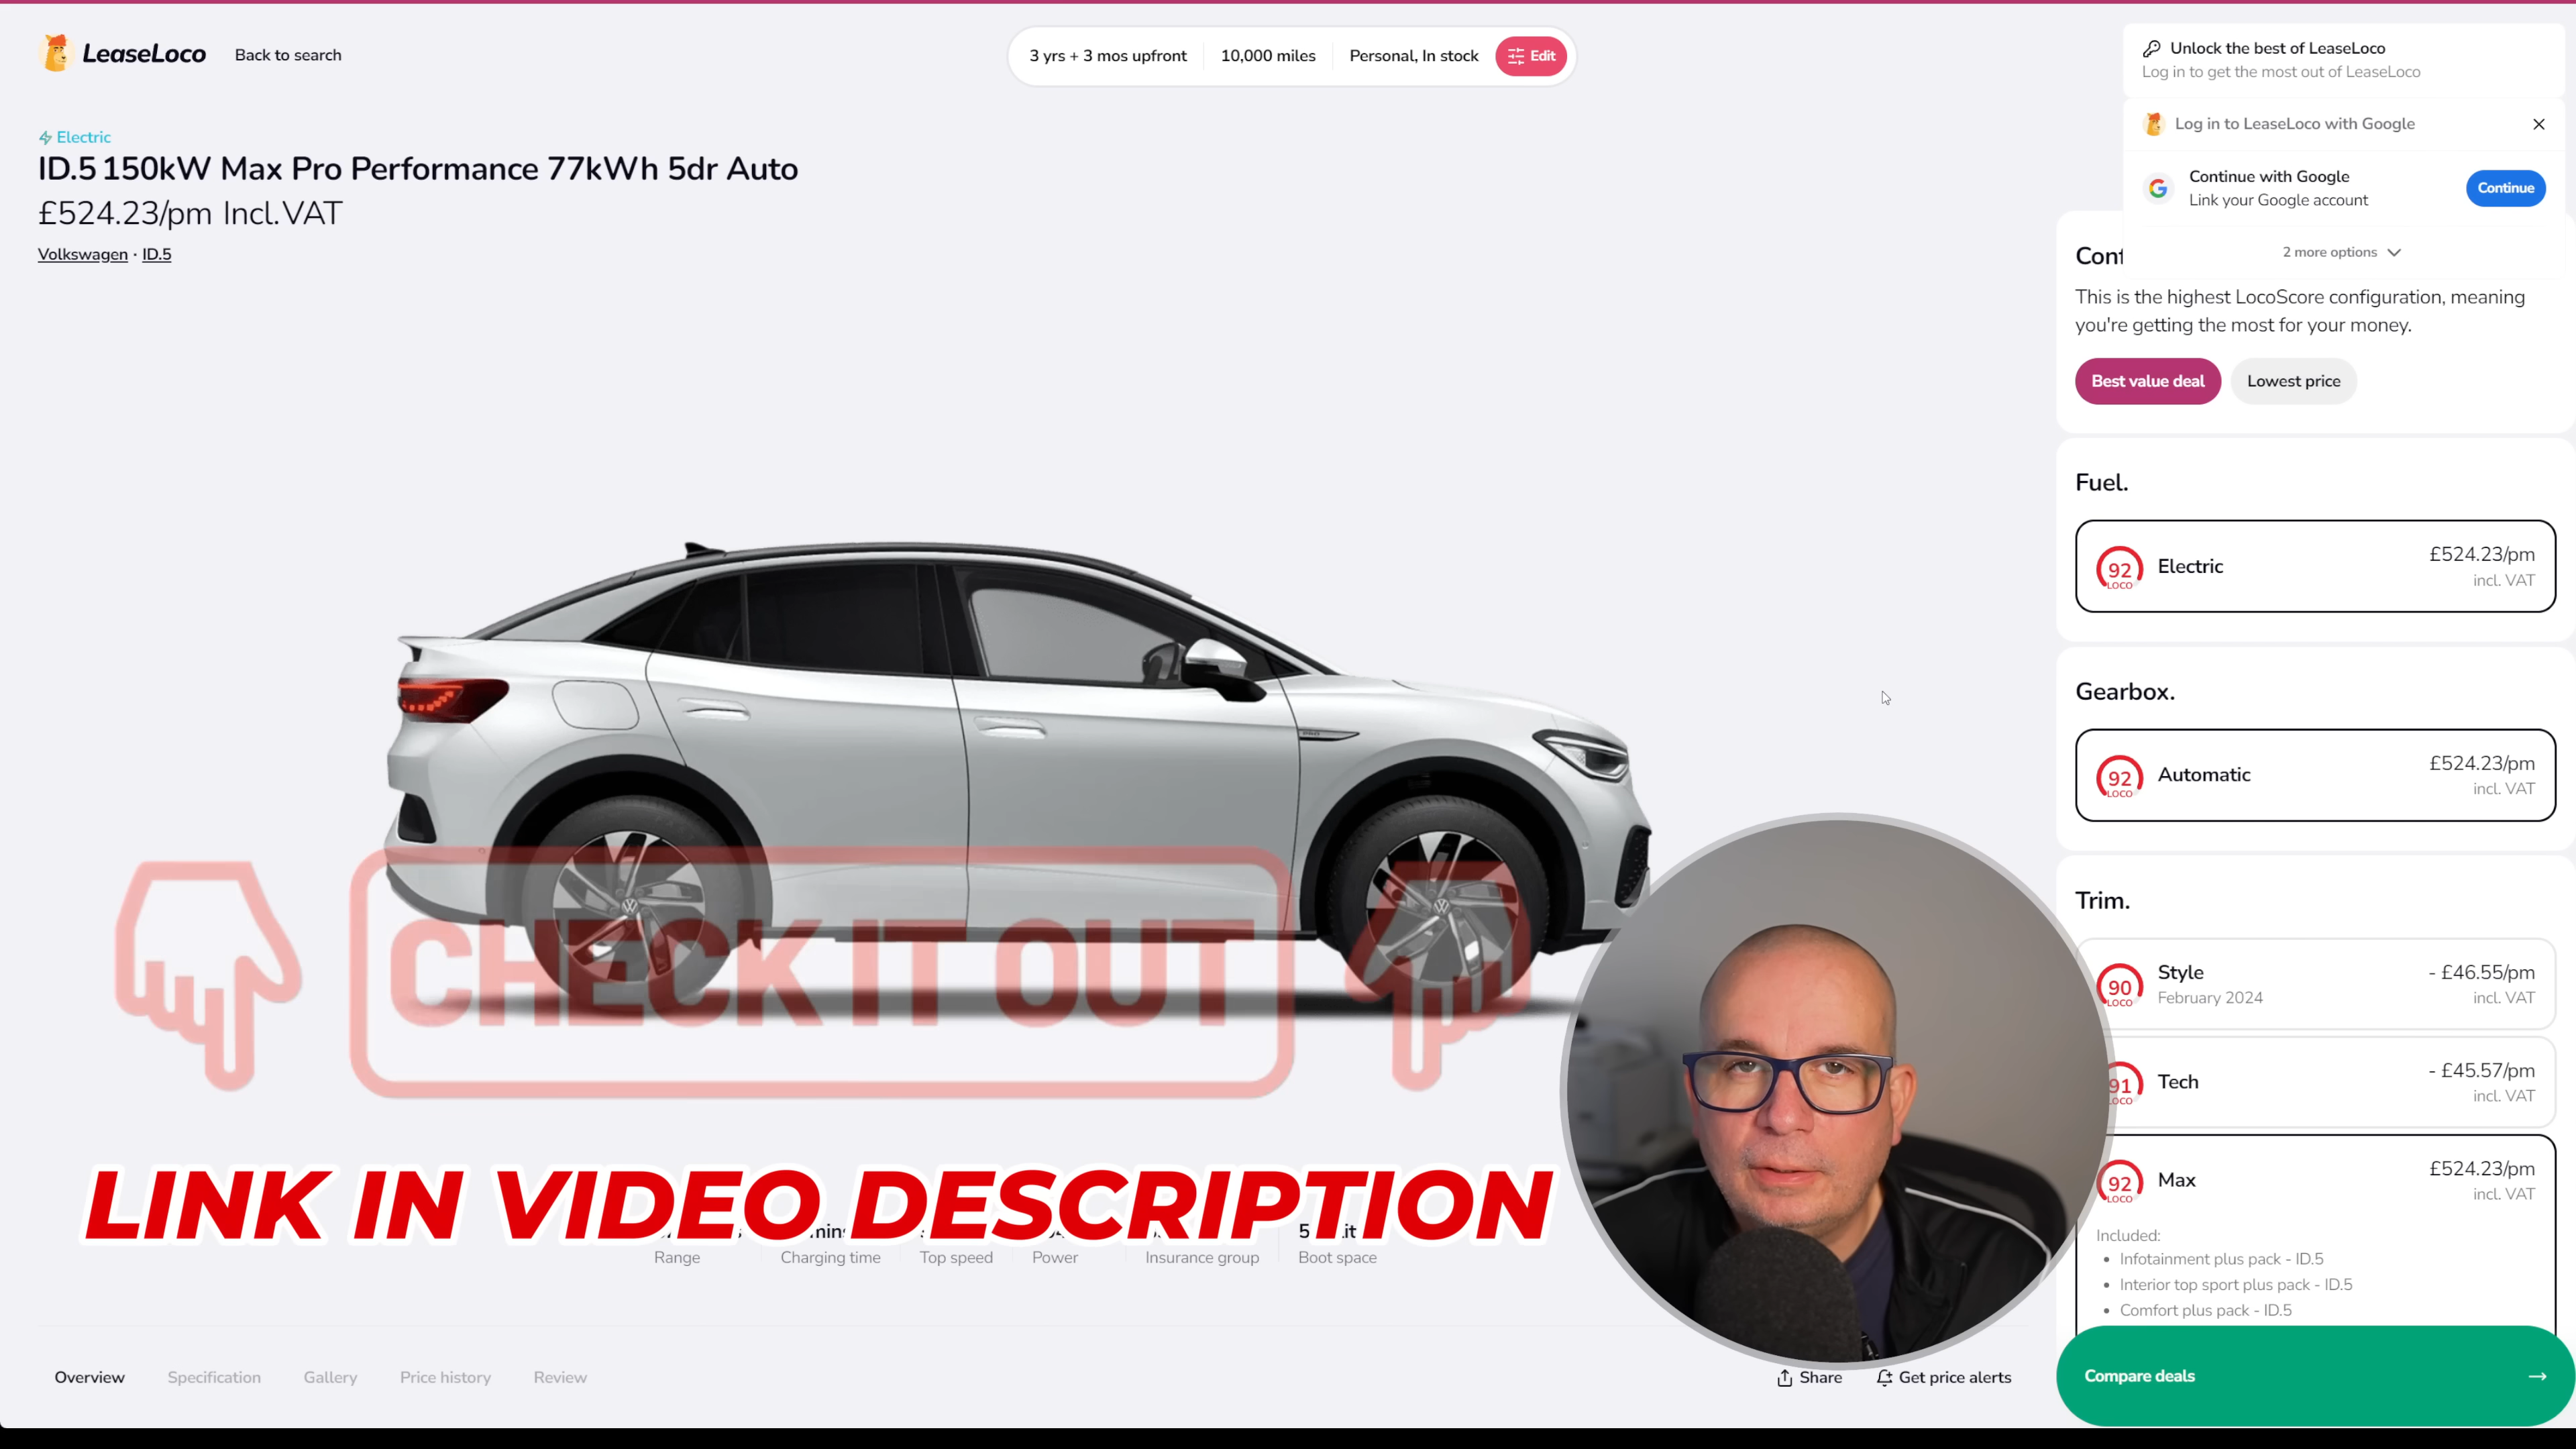 LeaseLoco
Back to search
3 yrs + 3 mos upfront
10,000 miles
Personal, In stock
Edit
Unlock the best of LeaseLoco
Log in to get the most out of LeaseLoco
Log in to LeaseLoco with Google
Continue with Google
Link your Google account
Continue
2 more options
Electric
ID.5 150kW Max Pro Performance 77kWh 5dr Auto
£524.23/pm Incl.VAT
Volkswagen · ID.5
This is the highest LocoScore configuration, meaning
you're getting the most for your money.
Best value deal
Lowest price
Fuel.
92
LOCO
Electric
£524.23/pm
incl. VAT
Gearbox.
92
LOCO
Automatic
£524.23/pm
incl. VAT
Trim.
90
LOCO
Style
February 2024
- £46.55/pm
incl. VAT
91
LOCO
Tech
- £45.57/pm
incl. VAT
92
LOCO
Max
£524.23/pm
incl. VAT
Included:
• Infotainment plus pack - ID.5
• Interior top sport plus pack - ID.5
• Comfort plus pack - ID.5
Compare deals
CHECK IT OUT
LINK IN VIDEO DESCRIPTION
Range
Charging time
Top speed
Power
Insurance group
Boot space
Overview
Specification
Gallery
Price history
Review
Share
Get price alerts